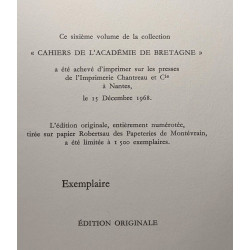 Ce sixième volume de la collection
« CAHIERS DE L'ACADÉMIE DE BRETAGNE »
a été achevé d'imprimer sur les presses
de l'Imprimerie Chantreau et Cie
à Nantes,
le 15 Décembre 1968.
L'édition originale, entièrement numérotée,
tirée sur papier Robertsau des Papeteries de Montévrain,
a été limitée à 1 500 exemplaires.
Exemplaire
ÉDITION ORIGINALE